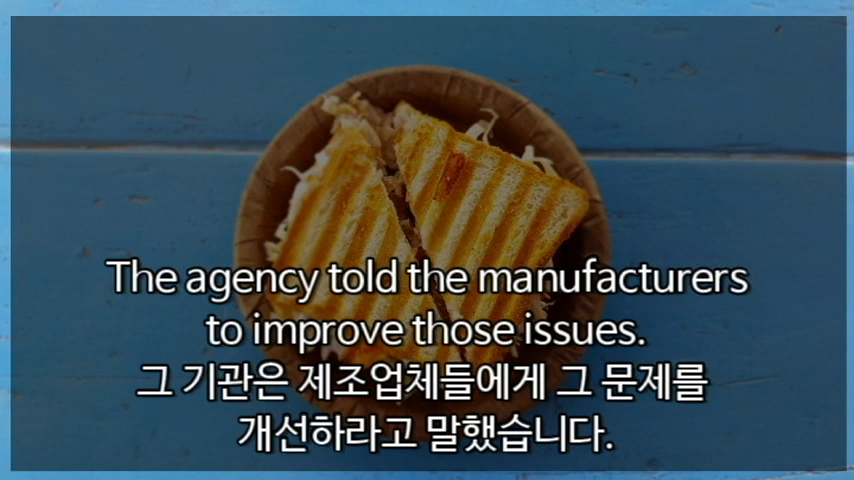 The agency told the manufacturers
to improve those issues.
그 기관은 제조업체들에게 그 문제를
개선하라고 말했습니다.